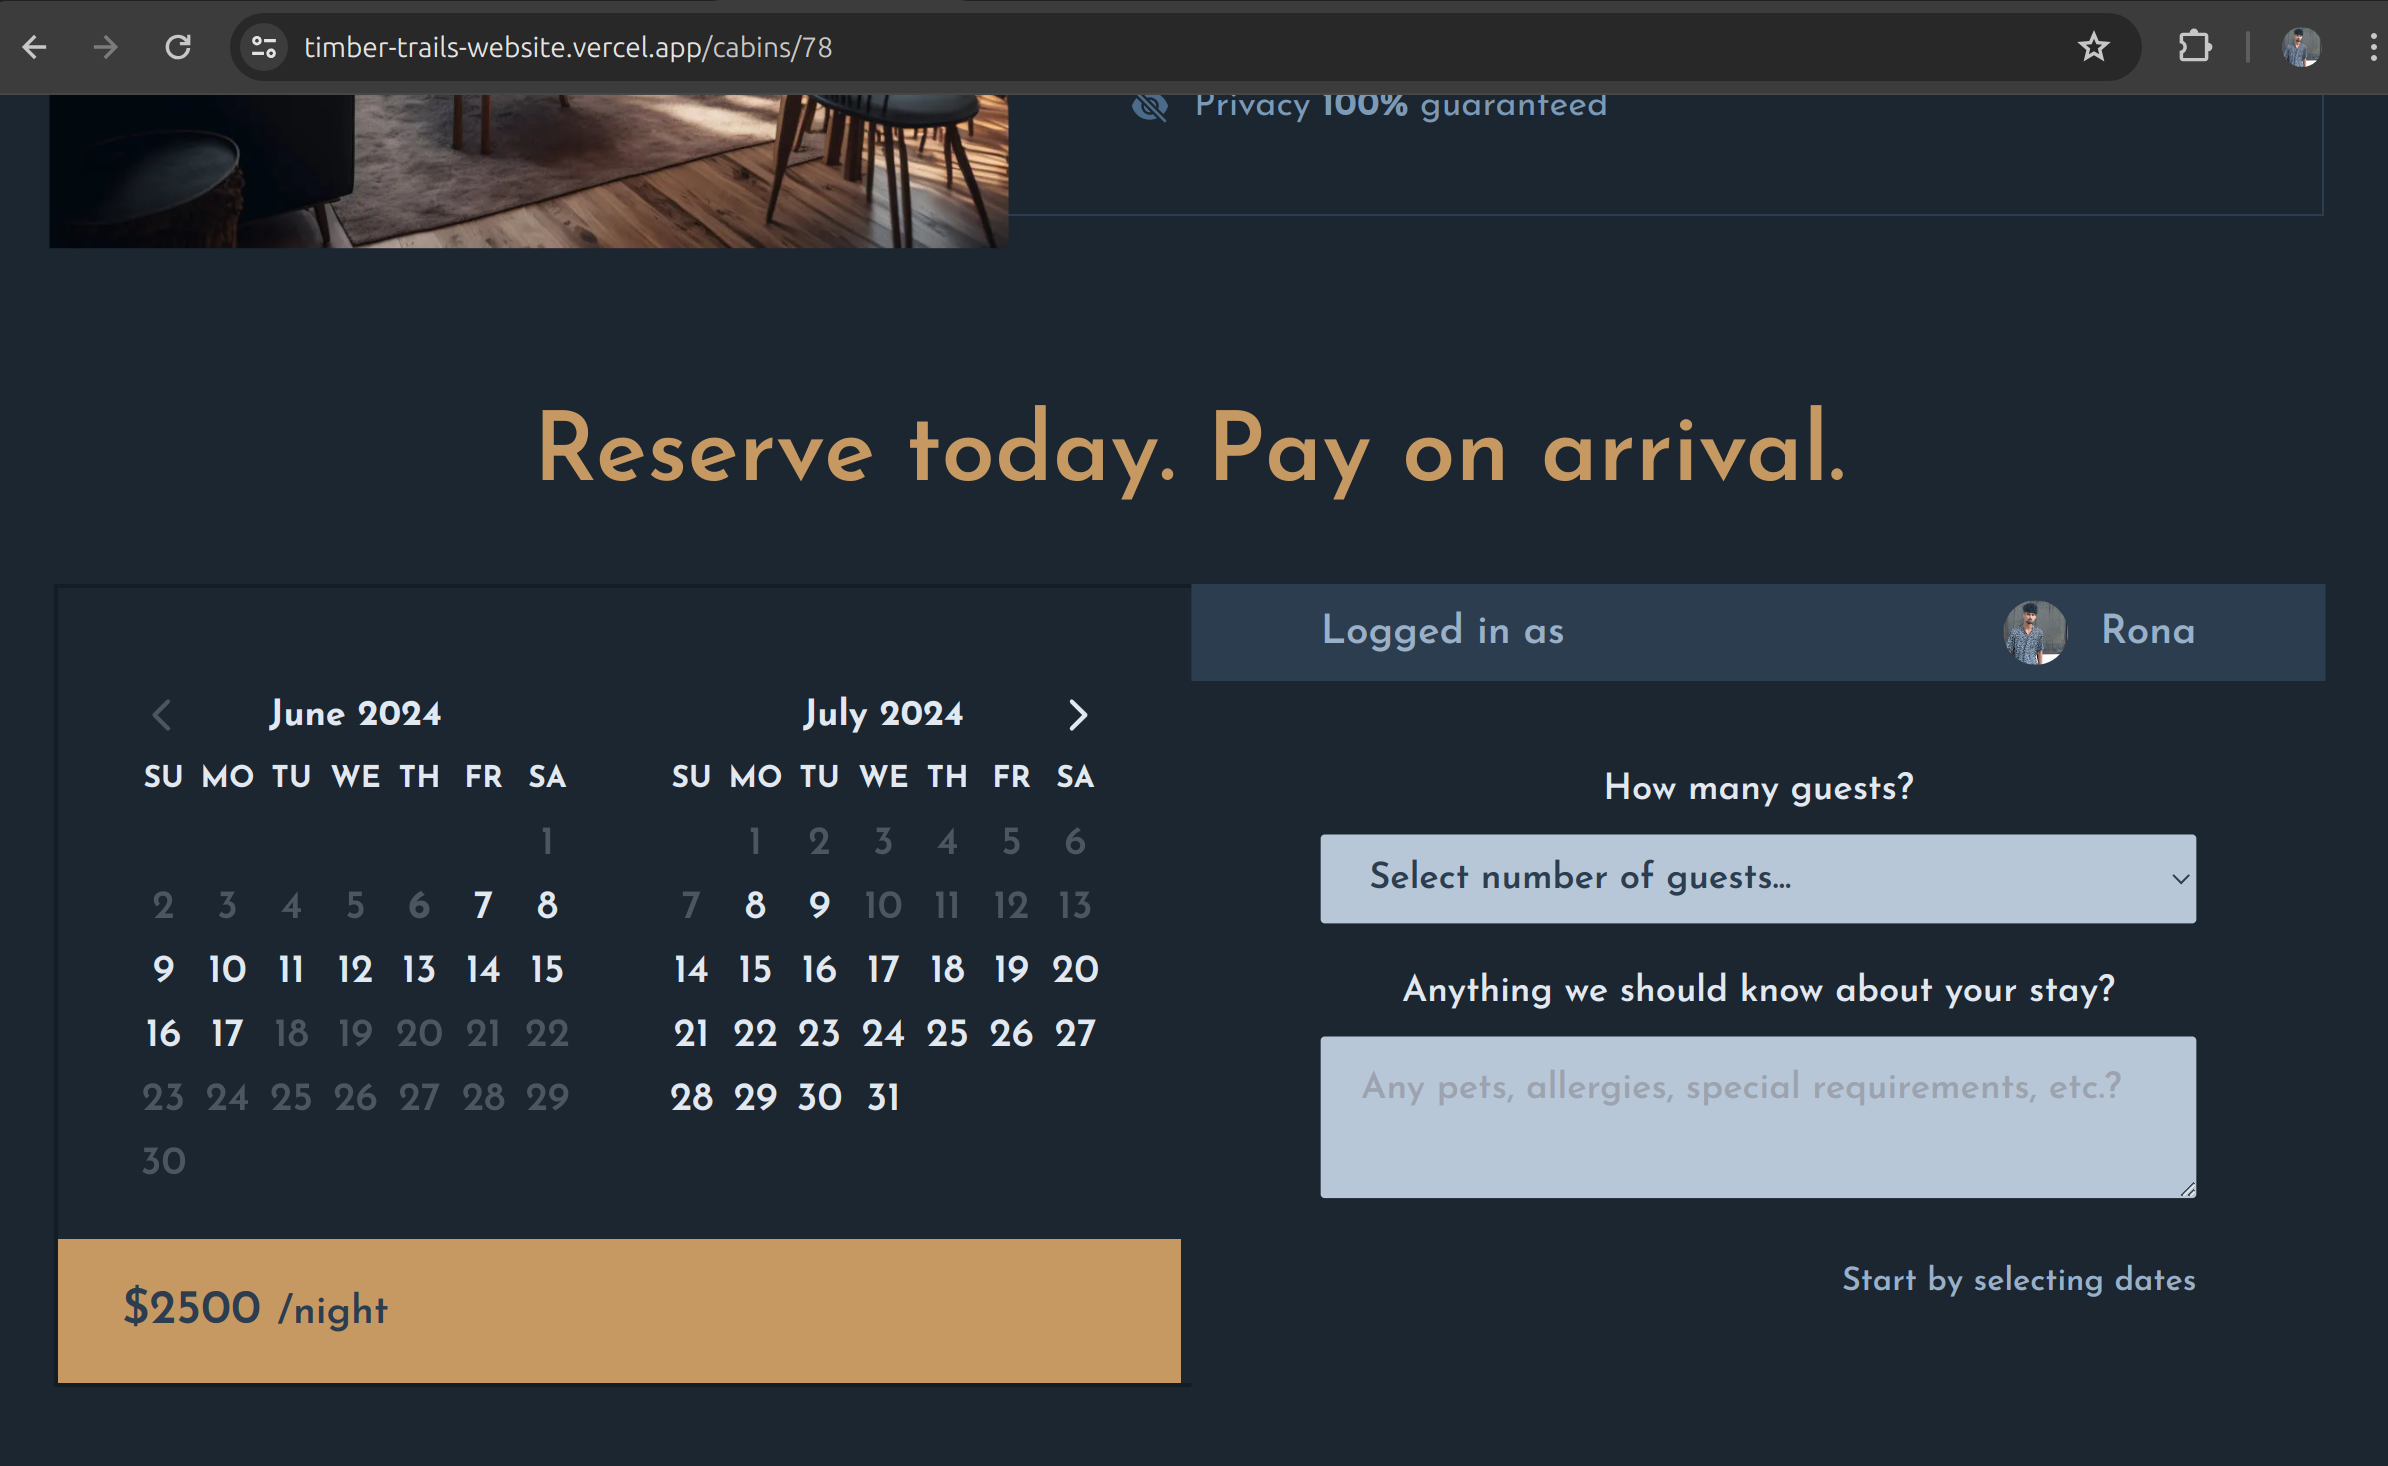 timber-trails-website.vercel.app/cabins/78
Privacy 100% guaranteed
Reserve today. Pay on arrival.
June 2024
SU MO TU WE TH FR SA
1
2 3 4 5 6 7 8
9 10 11 12 13 14 15
16 17 18 19 20 21 22
23 24 25 26 27 28 29
30
July 2024
SU MO TU WE TH FR SA
1 2 3 4 5 6
7 8 9 10 11 12 13
14 15 16 17 18 19 20
21 22 23 24 25 26 27
28 29 30 31
$2500 /night
Logged in as Rona
How many guests?
Select number of guests...
Anything we should know about your stay?
Any pets, allergies, special requirements, etc.?
Start by selecting dates